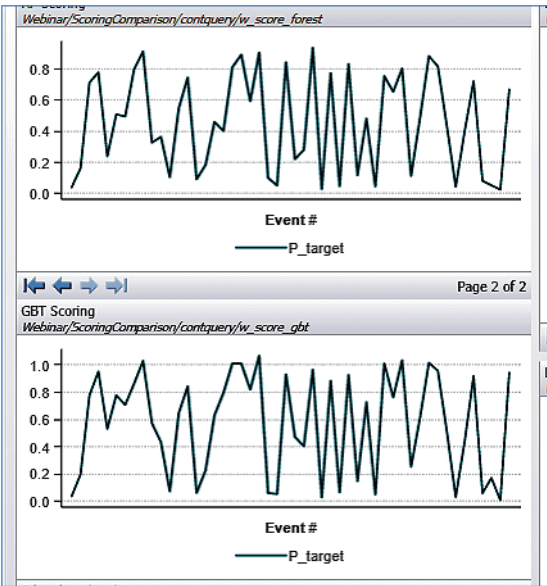 Webinar/ScoringComparison/contquery/w_score_forest
0.8
0.6
0.4
0.2
0.0
Event #
P_target
Page 2 of 2
GBT Scoring
Webinar/ScoringComparison/contquery/w_score_gbt
1.0
0.8
0.6
0.4
0.2
0.0
Event #
P_target